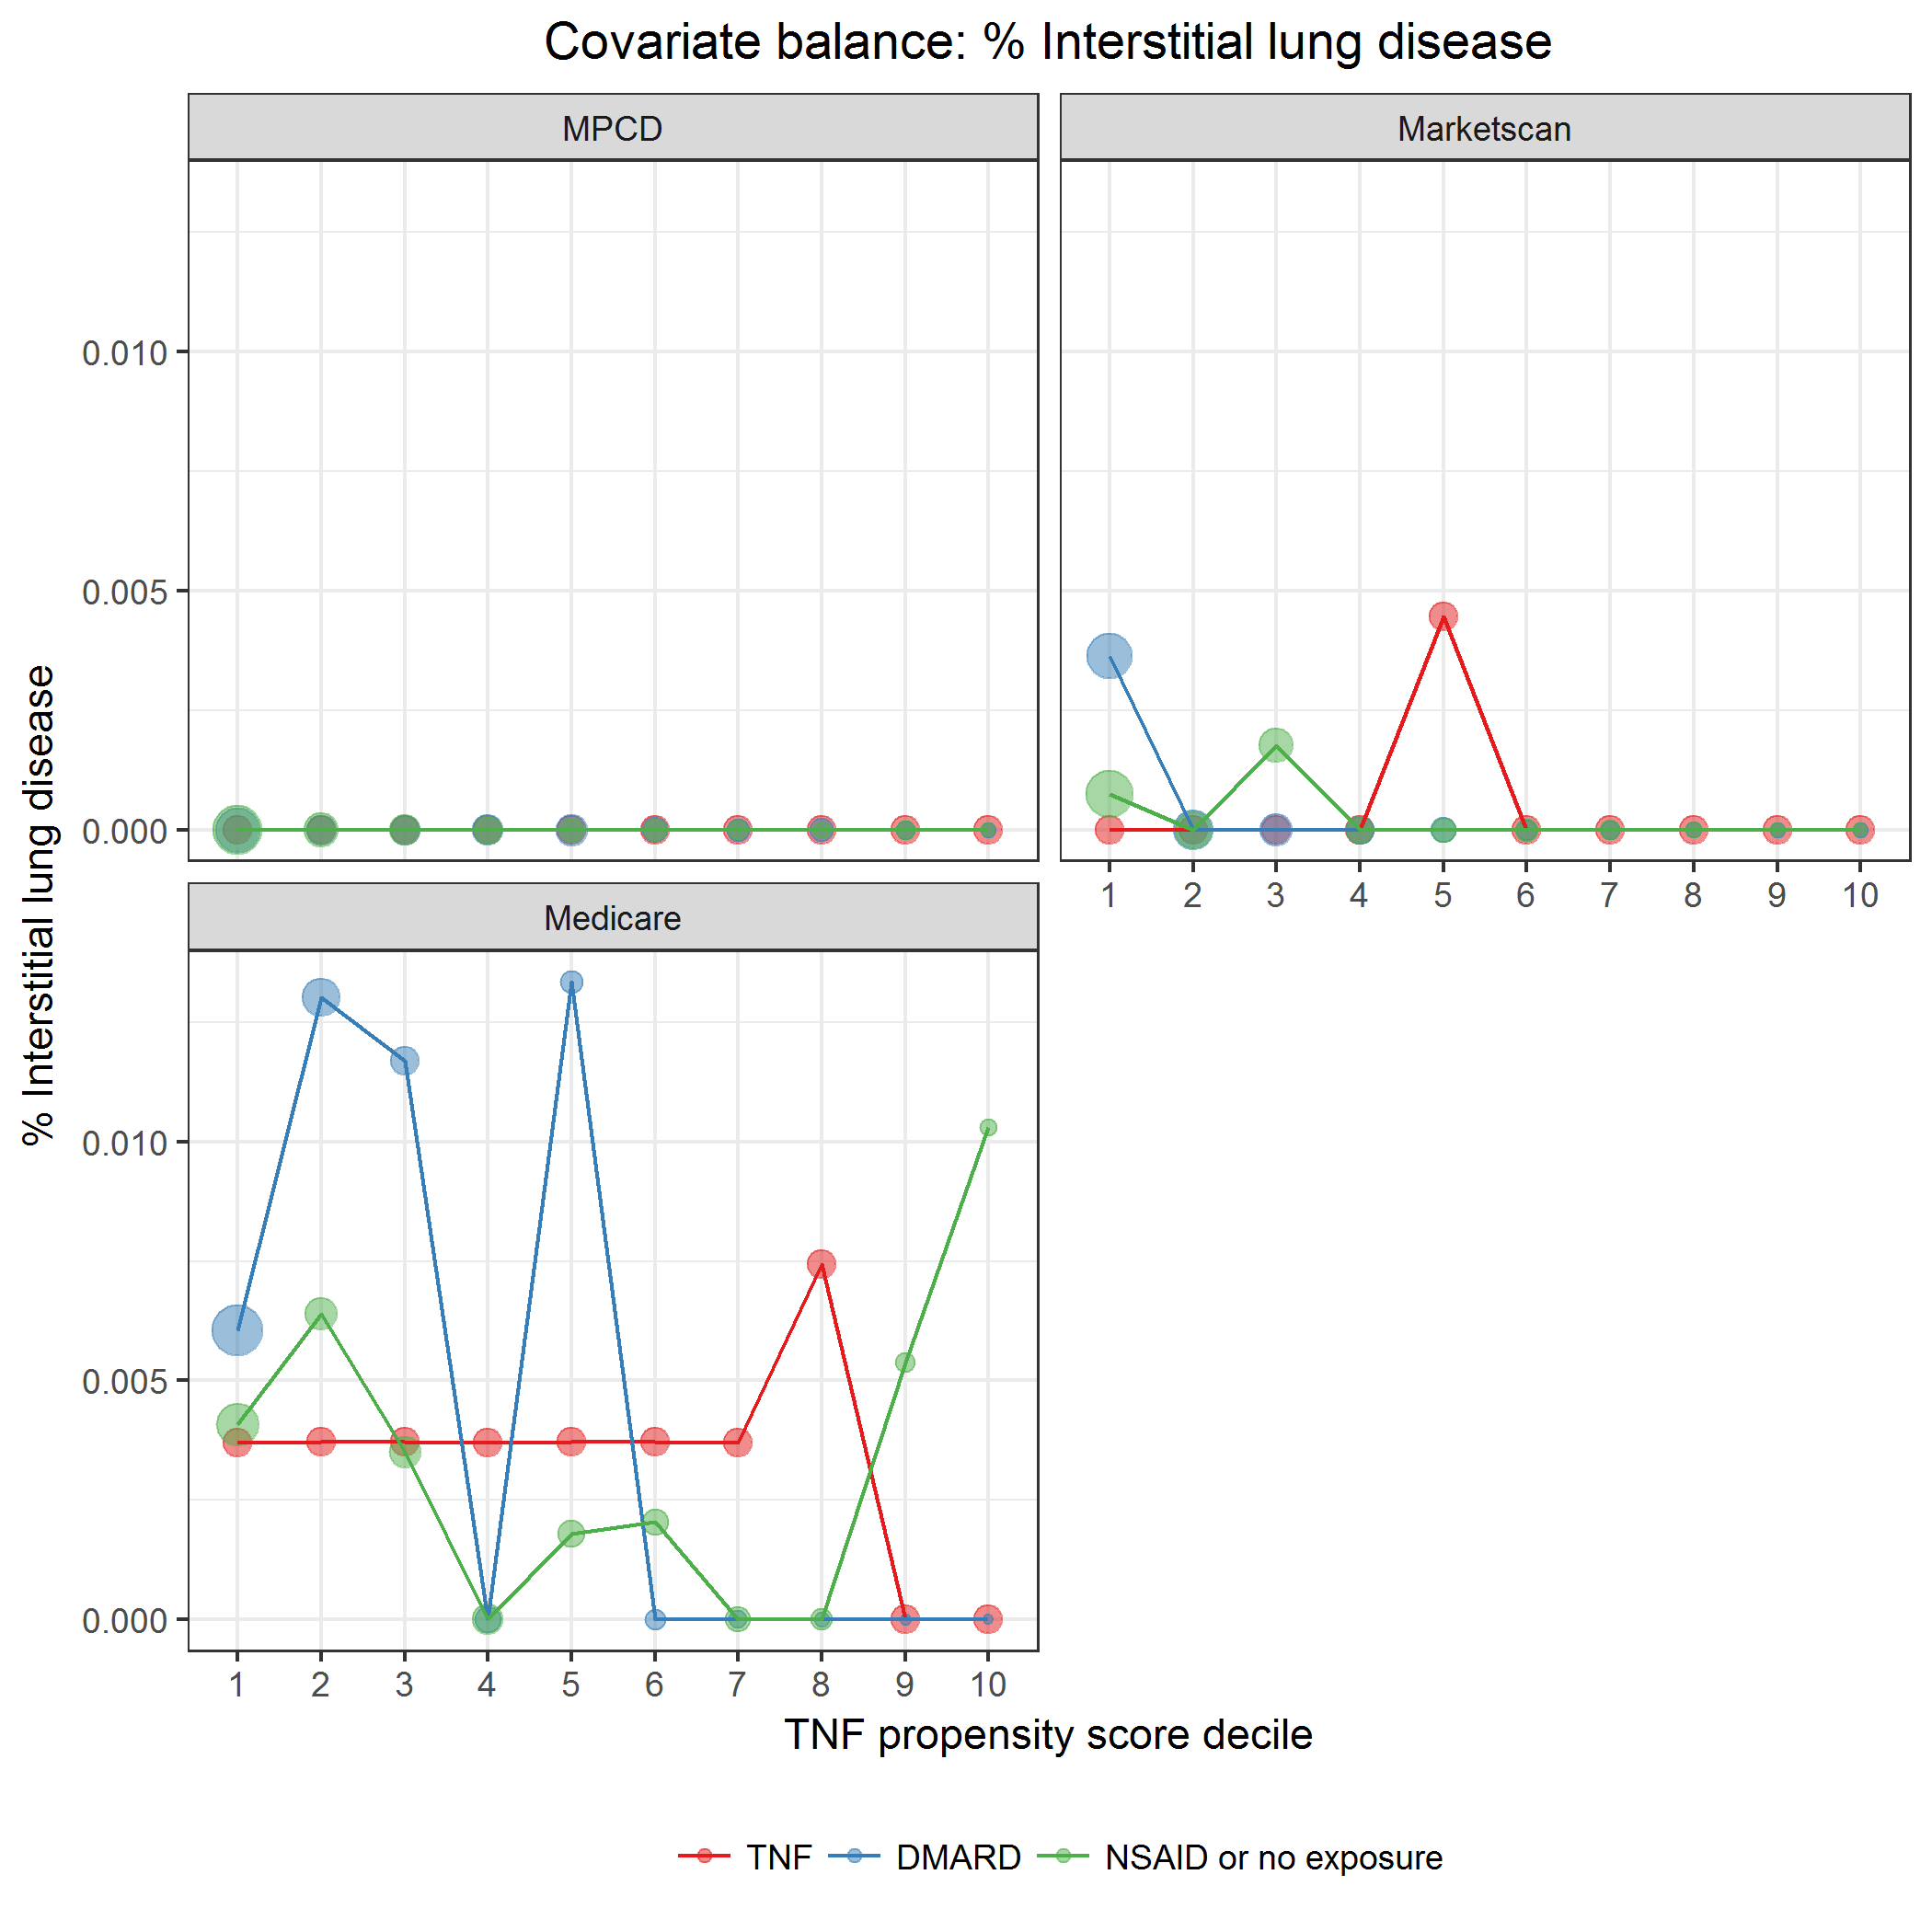 Covariate balance: % Interstitial lung disease
MPCD
Marketscan
0.010
0.005
0.000
1 2 3 4 5 6 7 8 9 10
Medicare
% Interstitial lung disease
0.010
0.005
0.000
1 2 3 4 5 6 7 8 9 10
TNF propensity score decile
TNF DMARD NSAID or no exposure